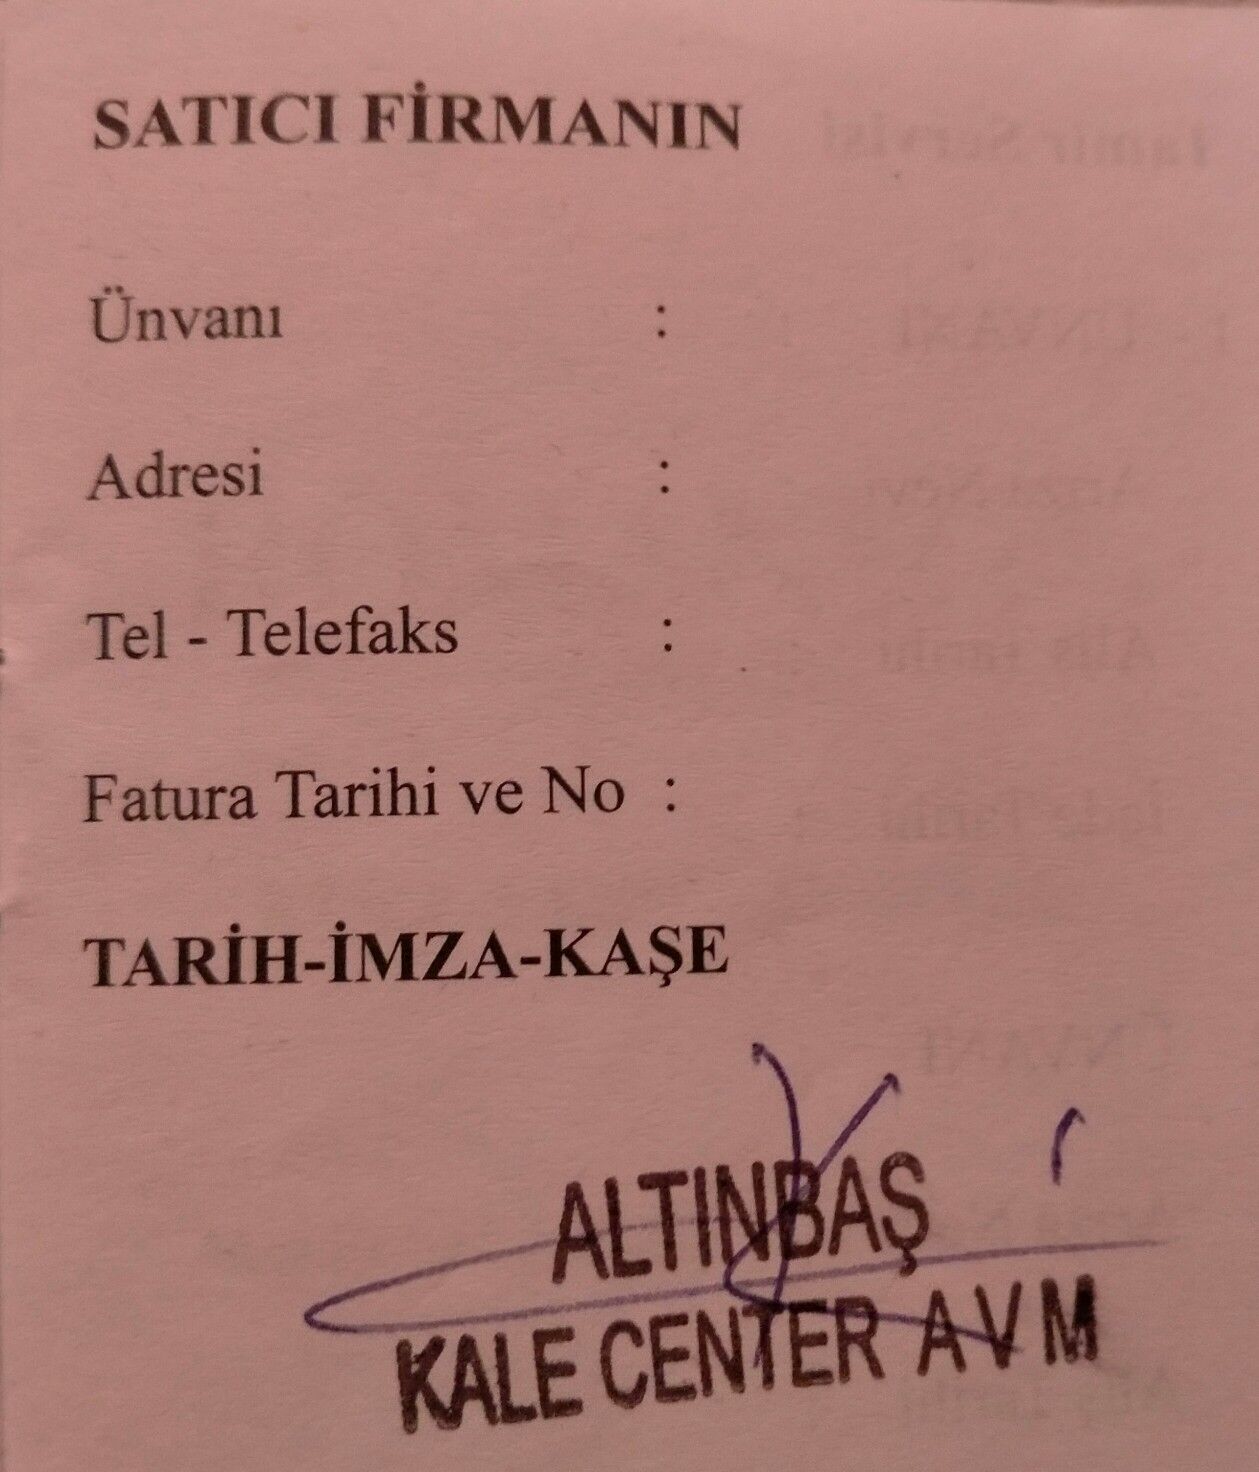 SATICI FİRMANIN
Ünvanı :
Adresi :
Tel - Telefaks :
Fatura Tarihi ve No :
TARİH-İMZA-KAŞE
ALTINBAŞ
KALE CENTER AVM